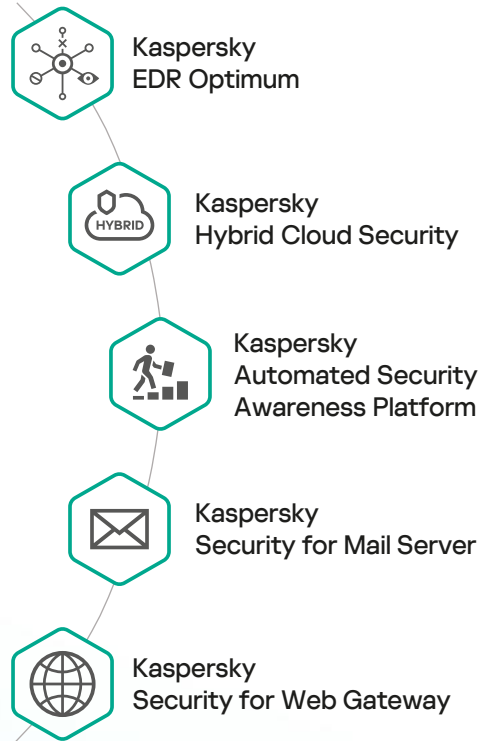 Kaspersky
EDR Optimum
HYBRID
Kaspersky
Hybrid Cloud Security
Kaspersky
Automated Security
Awareness Platform
Kaspersky
Security for Mail Server
Kaspersky
Security for Web Gateway